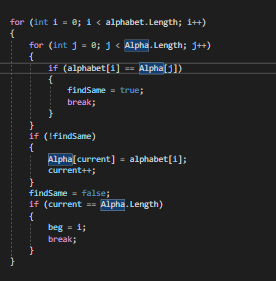 for (int i = 0; i < alphabet.Length; i++)
{
for (int j = 0; j < Alpha.Length; j++)
{
if (alphabet[i] == Alpha[j])
{
findSame = true;
break;
}
}
if (!findSame)
{
Alpha[current] = alphabet[i];
current++;
}
findSame = false;
if (current == Alpha.Length)
{
beg = i;
break;
}
}